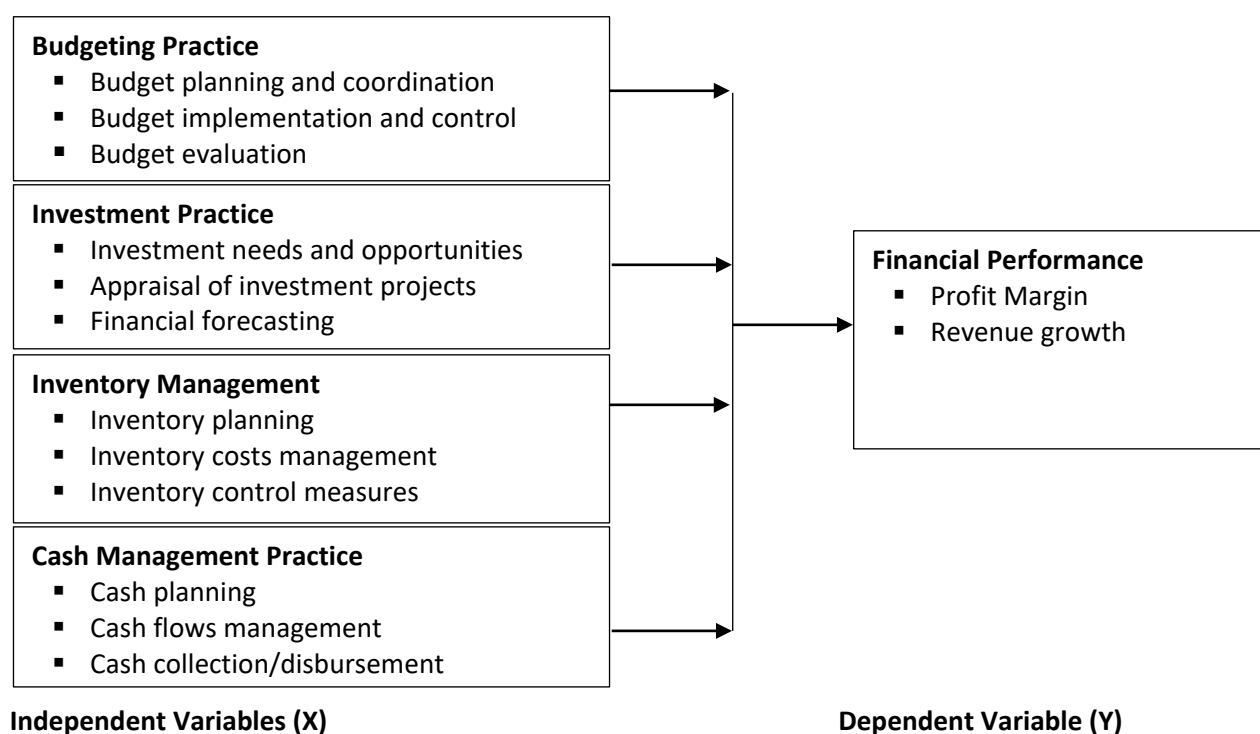 Budgeting Practice
▪ Budget planning and coordination
▪ Budget implementation and control
▪ Budget evaluation
Investment Practice
▪ Investment needs and opportunities
▪ Appraisal of investment projects
▪ Financial forecasting
Inventory Management
▪ Inventory planning
▪ Inventory costs management
▪ Inventory control measures
Cash Management Practice
▪ Cash planning
▪ Cash flows management
▪ Cash collection/disbursement
Independent Variables (X)
Financial Performance
▪ Profit Margin
▪ Revenue growth
Dependent Variable (Y)